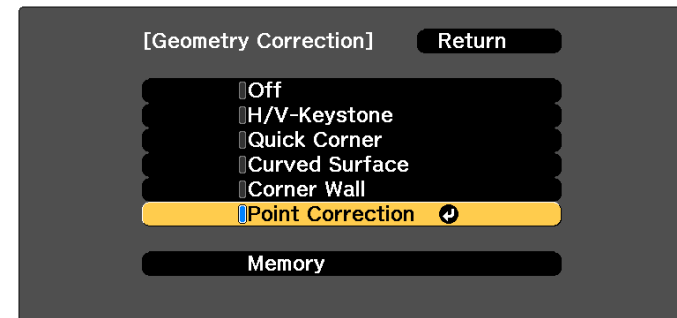 [Geometry Correction] Return
Off
H/V-Keystone
Quick Corner
Curved Surface
Corner Wall
Point Correction
Memory